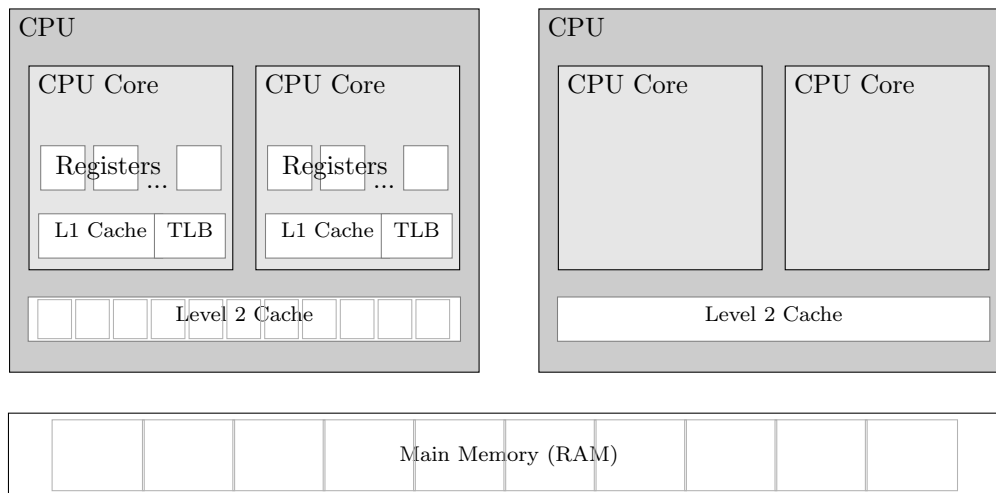 CPU
CPU Core
Registers
...
L1 Cache
TLB
CPU Core
Registers
...
L1 Cache
TLB
Level 2 Cache
CPU
CPU Core
CPU Core
Level 2 Cache
Main Memory (RAM)